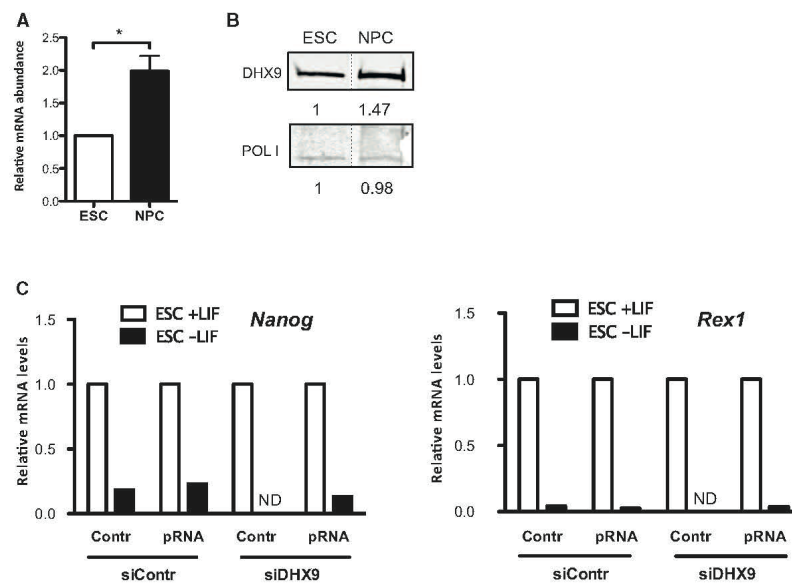 A
Relative mRNA abundance
2.5
2.0
1.5
1.0
0.5
0.0
*
ESC NPC
B
ESC NPC
DHX9
1 1.47
POL I
1 0.98
C
Relative mRNA levels
1.5
1.0
0.5
0.0
ESC +LIF
ESC –LIF
Nanog
ND
Contr pRNA Contr pRNA
siContr siDHX9
Relative mRNA levels
1.5
1.0
0.5
0.0
ESC +LIF
ESC –LIF
Rex1
ND
Contr pRNA Contr pRNA
siContr siDHX9